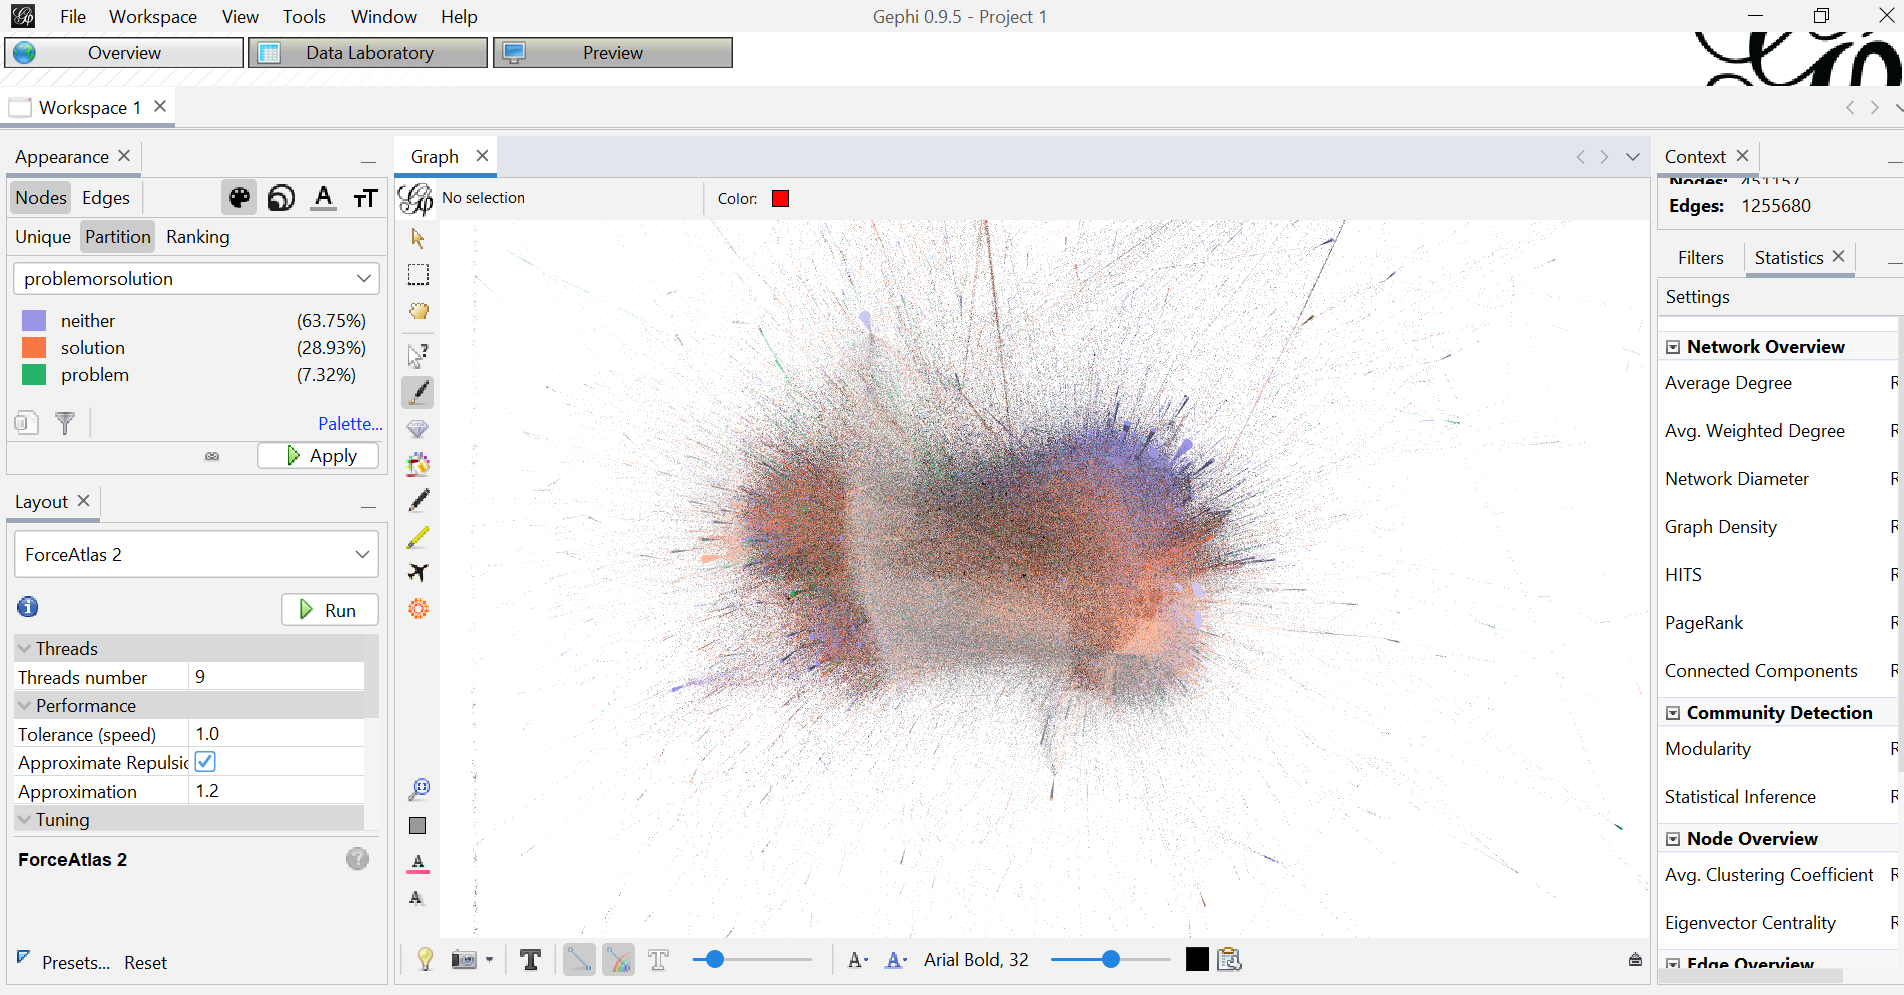 File Workspace View Tools Window Help
Gephi 0.9.5 - Project 1
Overview Data Laboratory Preview
Workspace 1
Appearance
Nodes Edges
Unique Partition Ranking
problemorsolution
neither (63.75%)
solution (28.93%)
problem (7.32%)
Palette...
Apply
Layout
ForceAtlas 2
Run
Threads
Threads number 9
Performance
Tolerance (speed) 1.0
Approximate Repulsic
Approximation 1.2
Tuning
ForceAtlas 2
Presets... Reset
Graph
No selection
Color:
Arial Bold, 32
Context
Nodes: 451157
Edges: 1255680
Filters Statistics
Settings
Network Overview
Average Degree R
Avg. Weighted Degree R
Network Diameter R
Graph Density R
HITS R
PageRank R
Connected Components R
Community Detection
Modularity R
Statistical Inference R
Node Overview
Avg. Clustering Coefficient R
Eigenvector Centrality R
Edge Overview